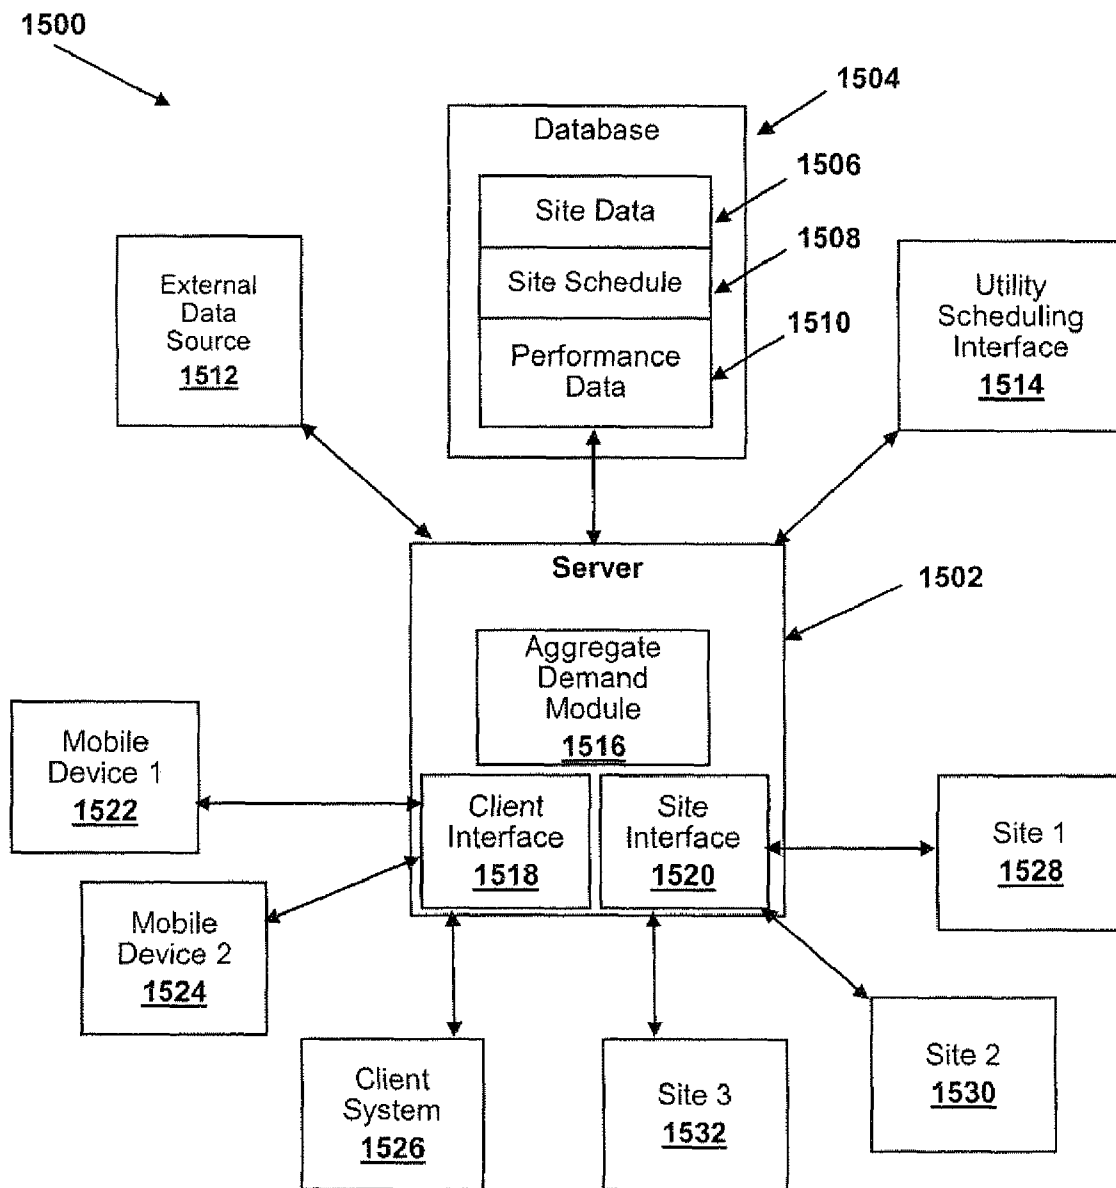 1500
1504
Database
1506
Site Data
1508
Site Schedule
1510
Performance
Data
External
Data
Source
1512
Utility
Scheduling
Interface
1514
Server
1502
Aggregate
Demand
Module
1516
Mobile
Device 1
1522
Client
Interface
1518
Site
Interface
1520
Site 1
1528
Mobile
Device 2
1524
Client
System
1526
Site 3
1532
Site 2
1530